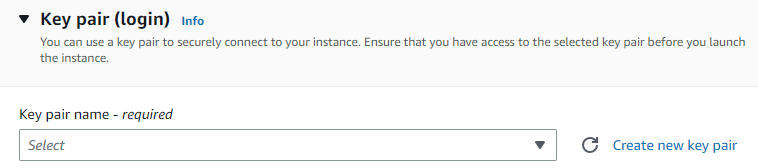 Key pair (login) Info
You can use a key pair to securely connect to your instance. Ensure that you have access to the selected key pair before you launch
the instance.
Key pair name - required
Select
Create new key pair